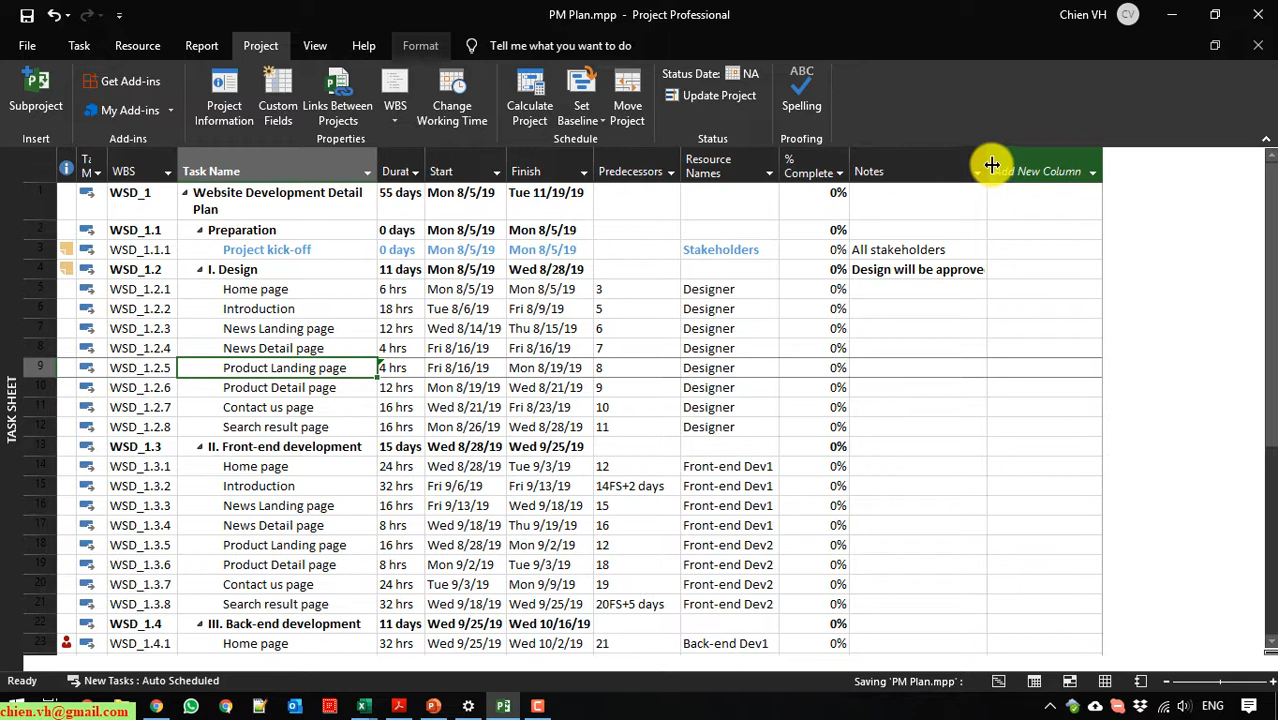 PM Plan.mpp - Project Professional
Chien VH
CV
File Task Resource Report Project View Help Format Tell me what you want to do
Subproject
Get Add-ins
My Add-ins
Project Information
Custom Fields
Links Between Projects
WBS
Change Working Time
Calculate Project
Set Baseline
Move Project
Status Date: NA
Update Project
ABC
Spelling
Insert Add-ins Properties Schedule Status Proofing
WBS Task Name Durat Start Finish Predecessors Resource Names % Complete Notes Add New Column
1 WSD_1 Website Development Detail Plan 55 days Mon 8/5/19 Tue 11/19/19 0%
2 WSD_1.1 Preparation 0 days Mon 8/5/19 Mon 8/5/19 0%
3 WSD_1.1.1 Project kick-off 0 days Mon 8/5/19 Mon 8/5/19 Stakeholders 0% All stakeholders
4 WSD_1.2 I. Design 11 days Mon 8/5/19 Wed 8/28/19 0% Design will be approve
5 WSD_1.2.1 Home page 6 hrs Mon 8/5/19 Mon 8/5/19 3 Designer 0%
6 WSD_1.2.2 Introduction 18 hrs Tue 8/6/19 Fri 8/9/19 5 Designer 0%
7 WSD_1.2.3 News Landing page 12 hrs Wed 8/14/19 Thu 8/15/19 6 Designer 0%
8 WSD_1.2.4 News Detail page 4 hrs Fri 8/16/19 Fri 8/16/19 7 Designer 0%
9 WSD_1.2.5 Product Landing page 4 hrs Fri 8/16/19 Mon 8/19/19 8 Designer 0%
10 WSD_1.2.6 Product Detail page 12 hrs Mon 8/19/19 Wed 8/21/19 9 Designer 0%
11 WSD_1.2.7 Contact us page 16 hrs Wed 8/21/19 Fri 8/23/19 10 Designer 0%
12 WSD_1.2.8 Search result page 16 hrs Mon 8/26/19 Wed 8/28/19 11 Designer 0%
13 WSD_1.3 II. Front-end development 15 days Wed 8/28/19 Wed 9/25/19 0%
14 WSD_1.3.1 Home page 24 hrs Wed 8/28/19 Tue 9/3/19 12 Front-end Dev1 0%
15 WSD_1.3.2 Introduction 32 hrs Fri 9/6/19 Fri 9/13/19 14FS+2 days Front-end Dev1 0%
16 WSD_1.3.3 News Landing page 16 hrs Fri 9/13/19 Wed 9/18/19 15 Front-end Dev1 0%
17 WSD_1.3.4 News Detail page 8 hrs Wed 9/18/19 Thu 9/19/19 16 Front-end Dev1 0%
18 WSD_1.3.5 Product Landing page 16 hrs Wed 8/28/19 Mon 9/2/19 12 Front-end Dev2 0%
19 WSD_1.3.6 Product Detail page 8 hrs Mon 9/2/19 Tue 9/3/19 18 Front-end Dev2 0%
20 WSD_1.3.7 Contact us page 24 hrs Tue 9/3/19 Mon 9/9/19 19 Front-end Dev2 0%
21 WSD_1.3.8 Search result page 32 hrs Wed 9/18/19 Wed 9/25/19 20FS+5 days Front-end Dev2 0%
22 WSD_1.4 III. Back-end development 11 days Wed 9/25/19 Wed 10/16/19 0%
23 WSD_1.4.1 Home page 32 hrs Wed 9/25/19 Wed 10/2/19 21 Back-end Dev1 0%
TASK SHEET
Ready New Tasks : Auto Scheduled Saving 'PM Plan.mpp' :
chien.vh@gmail.com
ENG